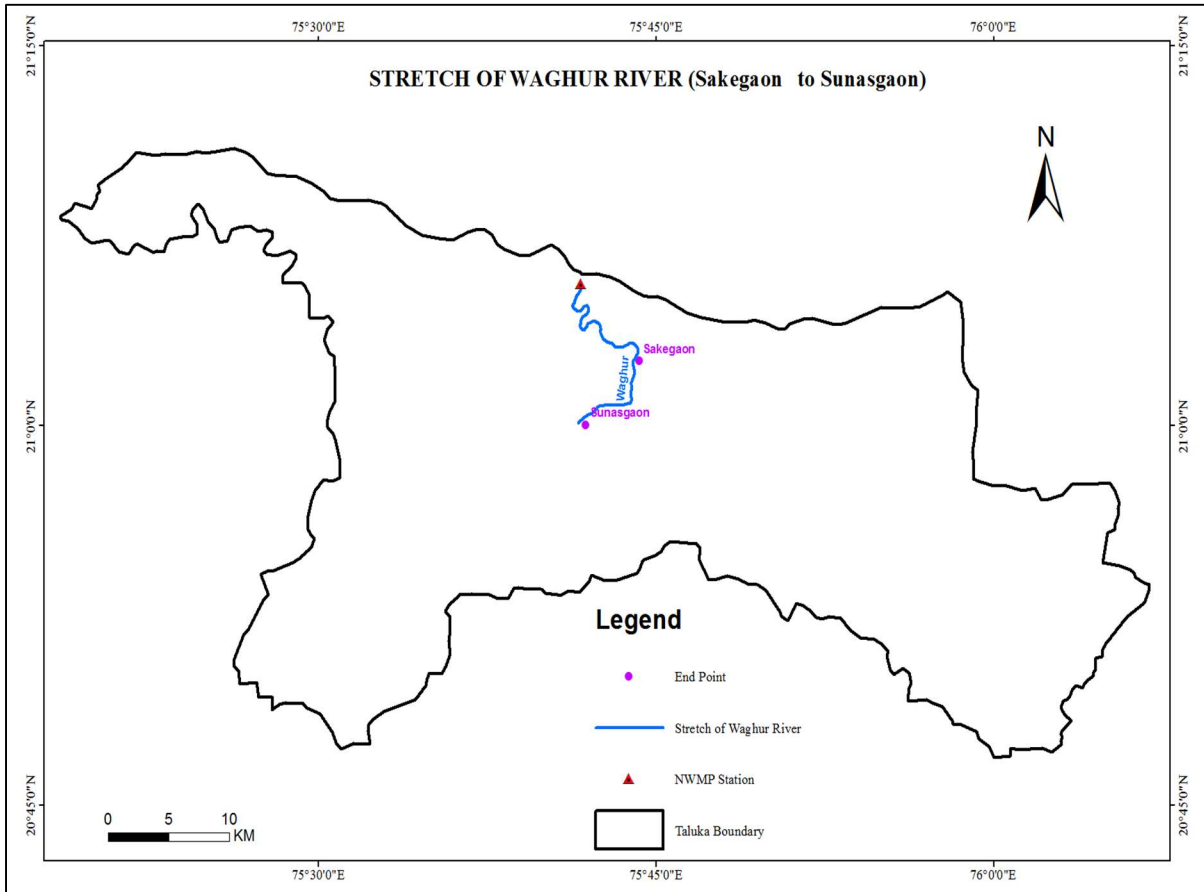 75°30'0"E
75°45'0"E
76°0'0"E
21°15'0"N
21°15'0"N
STRETCH OF WAGHUR RIVER (Sakegaon to Sunasgaon)
N
Sakegaon
Waghur
Sunasgaon
21°0'0"N
21°0'0"N
Legend
End Point
Stretch of Waghur River
NWMP Station
Taluka Boundary
20°45'0"N
20°45'0"N
0 5 10
KM
75°30'0"E
75°45'0"E
76°0'0"E